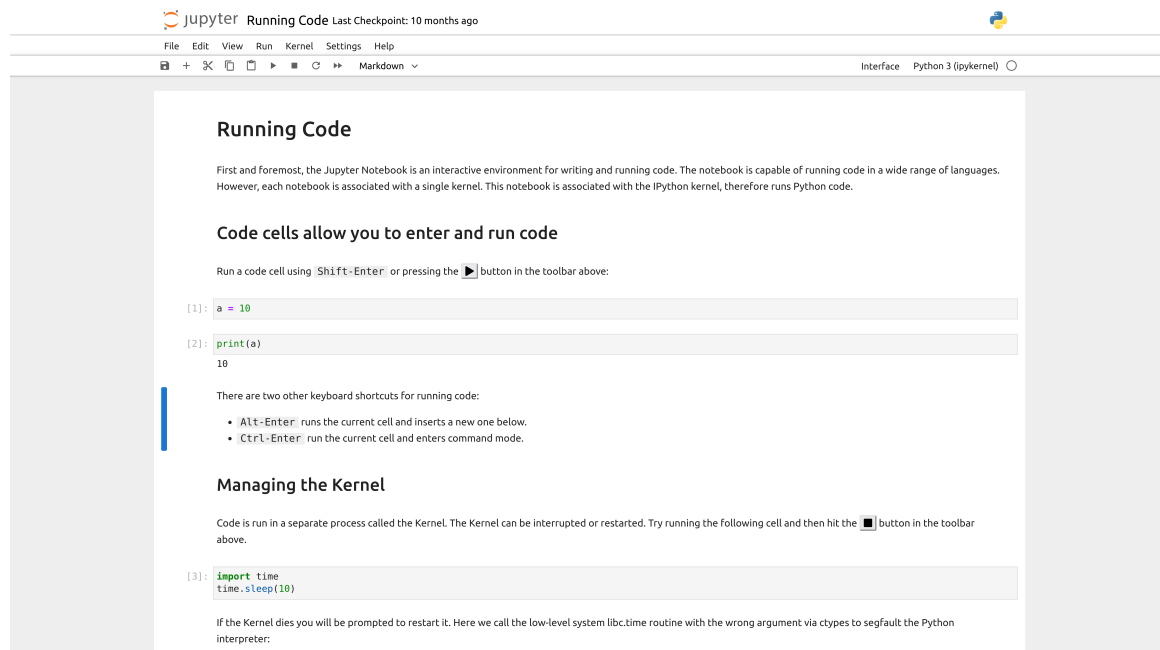 jupyter Running Code Last Checkpoint: 10 months ago
File Edit View Run Kernel Settings Help
Markdown Interface Python 3 (ipykernel)
Running Code
First and foremost, the Jupyter Notebook is an interactive environment for writing and running code. The notebook is capable of running code in a wide range of languages.
However, each notebook is associated with a single kernel. This notebook is associated with the IPython kernel, therefore runs Python code.
Code cells allow you to enter and run code
Run a code cell using Shift-Enter or pressing the button in the toolbar above:
[1]: a = 10
[2]: print(a)
10
There are two other keyboard shortcuts for running code:
• Alt-Enter runs the current cell and inserts a new one below.
• Ctrl-Enter run the current cell and enters command mode.
Managing the Kernel
Code is run in a separate process called the Kernel. The Kernel can be interrupted or restarted. Try running the following cell and then hit the button in the toolbar
above.
[3]: import time
time.sleep(10)
If the Kernel dies you will be prompted to restart it. Here we call the low-level system libc.time routine with the wrong argument via ctypes to segfault the Python
interpreter: